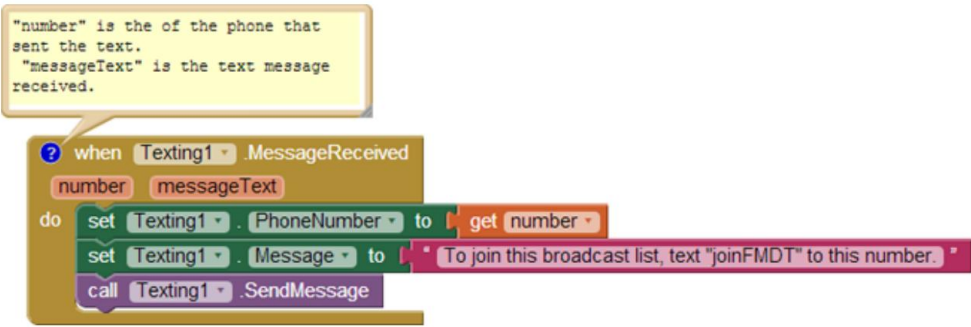 "number" is the of the phone that
sent the text.
"messageText" is the text message
received.
? when Texting1 .MessageReceived
number messageText
do set Texting1 . PhoneNumber to get number
set Texting1 . Message to " To join this broadcast list, text "joinFMDT" to this number. "
call Texting1 .SendMessage